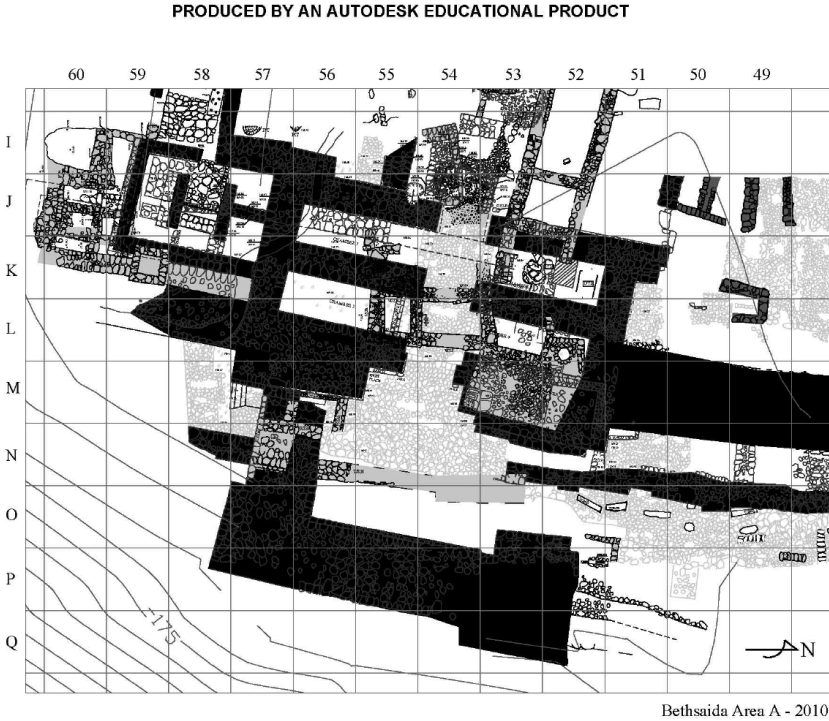 PRODUCED BY AN AUTODESK EDUCATIONAL PRODUCT
60 59 58 57 56 55 54 53 52 51 50 49
I
J
K
L
M
N
O
P
Q
-175
N
Bethsaida Area A - 2010